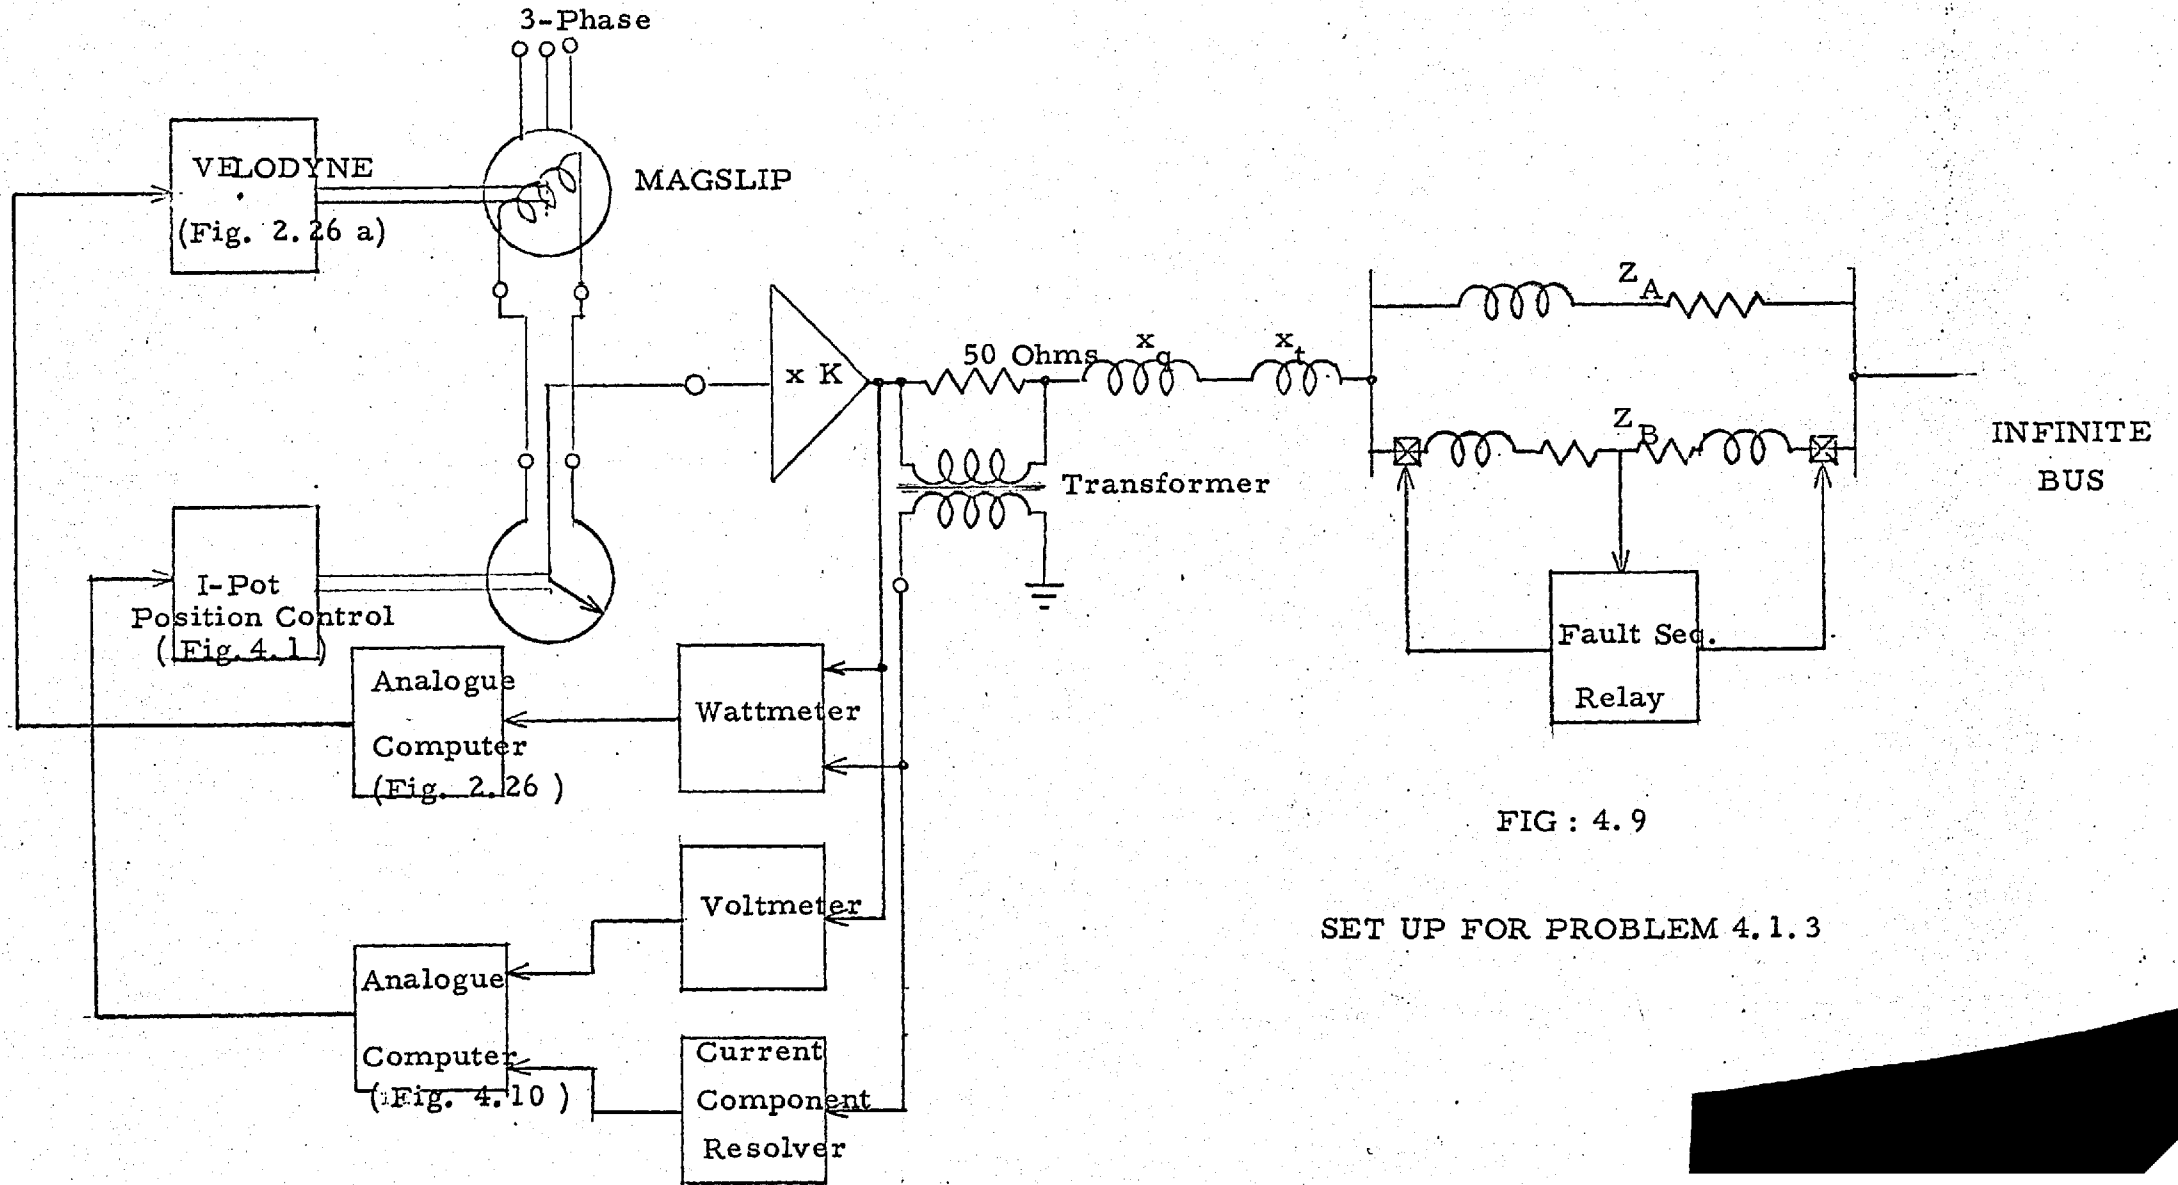 3-Phase
VELODYNE
(Fig. 2.26 a)
MAGSLIP
Z A
x K
50 Ohms
x q
x t
Z B
INFINITE
BUS
Transformer
I-Pot
Position Control
( Fig. 4.1 )
Fault Seq.
Relay
Analogue
Computer
(Fig. 2.26 )
Wattmeter
FIG : 4.9
Voltmeter
SET UP FOR PROBLEM 4.1.3
Analogue
Computer
(Fig. 4.10 )
Current
Component
Resolver